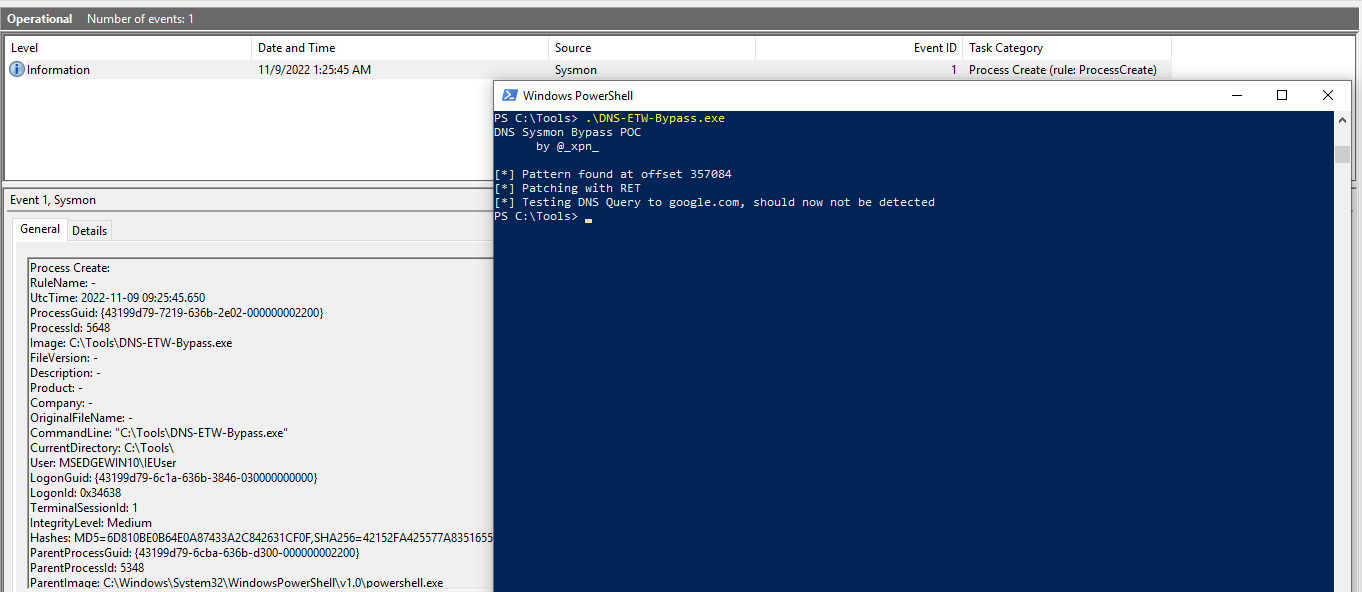 Operational Number of events: 1
Level Date and Time Source Event ID Task Category
Information 11/9/2022 1:25:45 AM Sysmon 1 Process Create (rule: ProcessCreate)
Windows PowerShell
PS C:\Tools> .\DNS-ETW-Bypass.exe
DNS Sysmon Bypass POC
by @_xpn_
[*] Pattern found at offset 357084
[*] Patching with RET
[*] Testing DNS Query to google.com, should now not be detected
PS C:\Tools>
Event 1, Sysmon
General Details
Process Create:
RuleName: -
UtcTime: 2022-11-09 09:25:45.650
ProcessGuid: {43199d79-7219-636b-2e02-000000002200}
ProcessId: 5648
Image: C:\Tools\DNS-ETW-Bypass.exe
FileVersion: -
Description: -
Product: -
Company: -
OriginalFileName: -
CommandLine: "C:\Tools\DNS-ETW-Bypass.exe"
CurrentDirectory: C:\Tools\
User: MSEDGEWIN10\IEUser
LogonGuid: {43199d79-6c1a-636b-3846-030000000000}
LogonId: 0x34638
TerminalSessionId: 1
IntegrityLevel: Medium
Hashes: MD5=6D810BE0B64E0A87433A2C842631CF0F,SHA256=42152FA425577A8351655
ParentProcessGuid: {43199d79-6cba-636b-d300-000000002200}
ParentProcessId: 5348
ParentImage: C:\Windows\System32\WindowsPowerShell\v1.0\powershell.exe